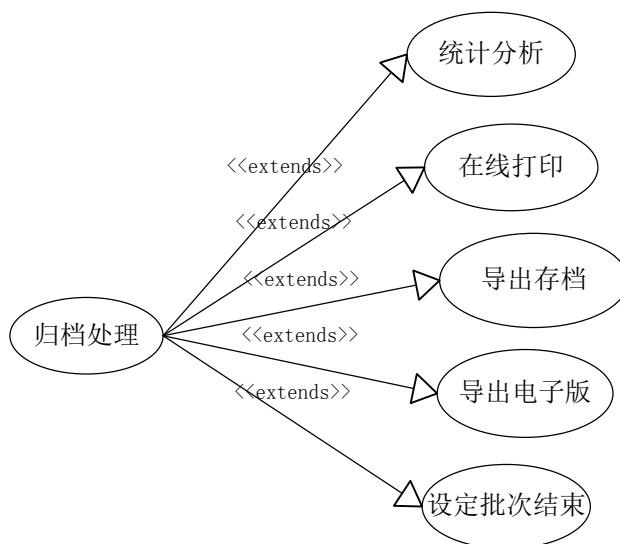 统计分析
<<extends>>
在线打印
<<extends>>
<<extends>>
导出存档
归档处理
<<extends>>
导出电子版
<<extends>>
设定批次结束